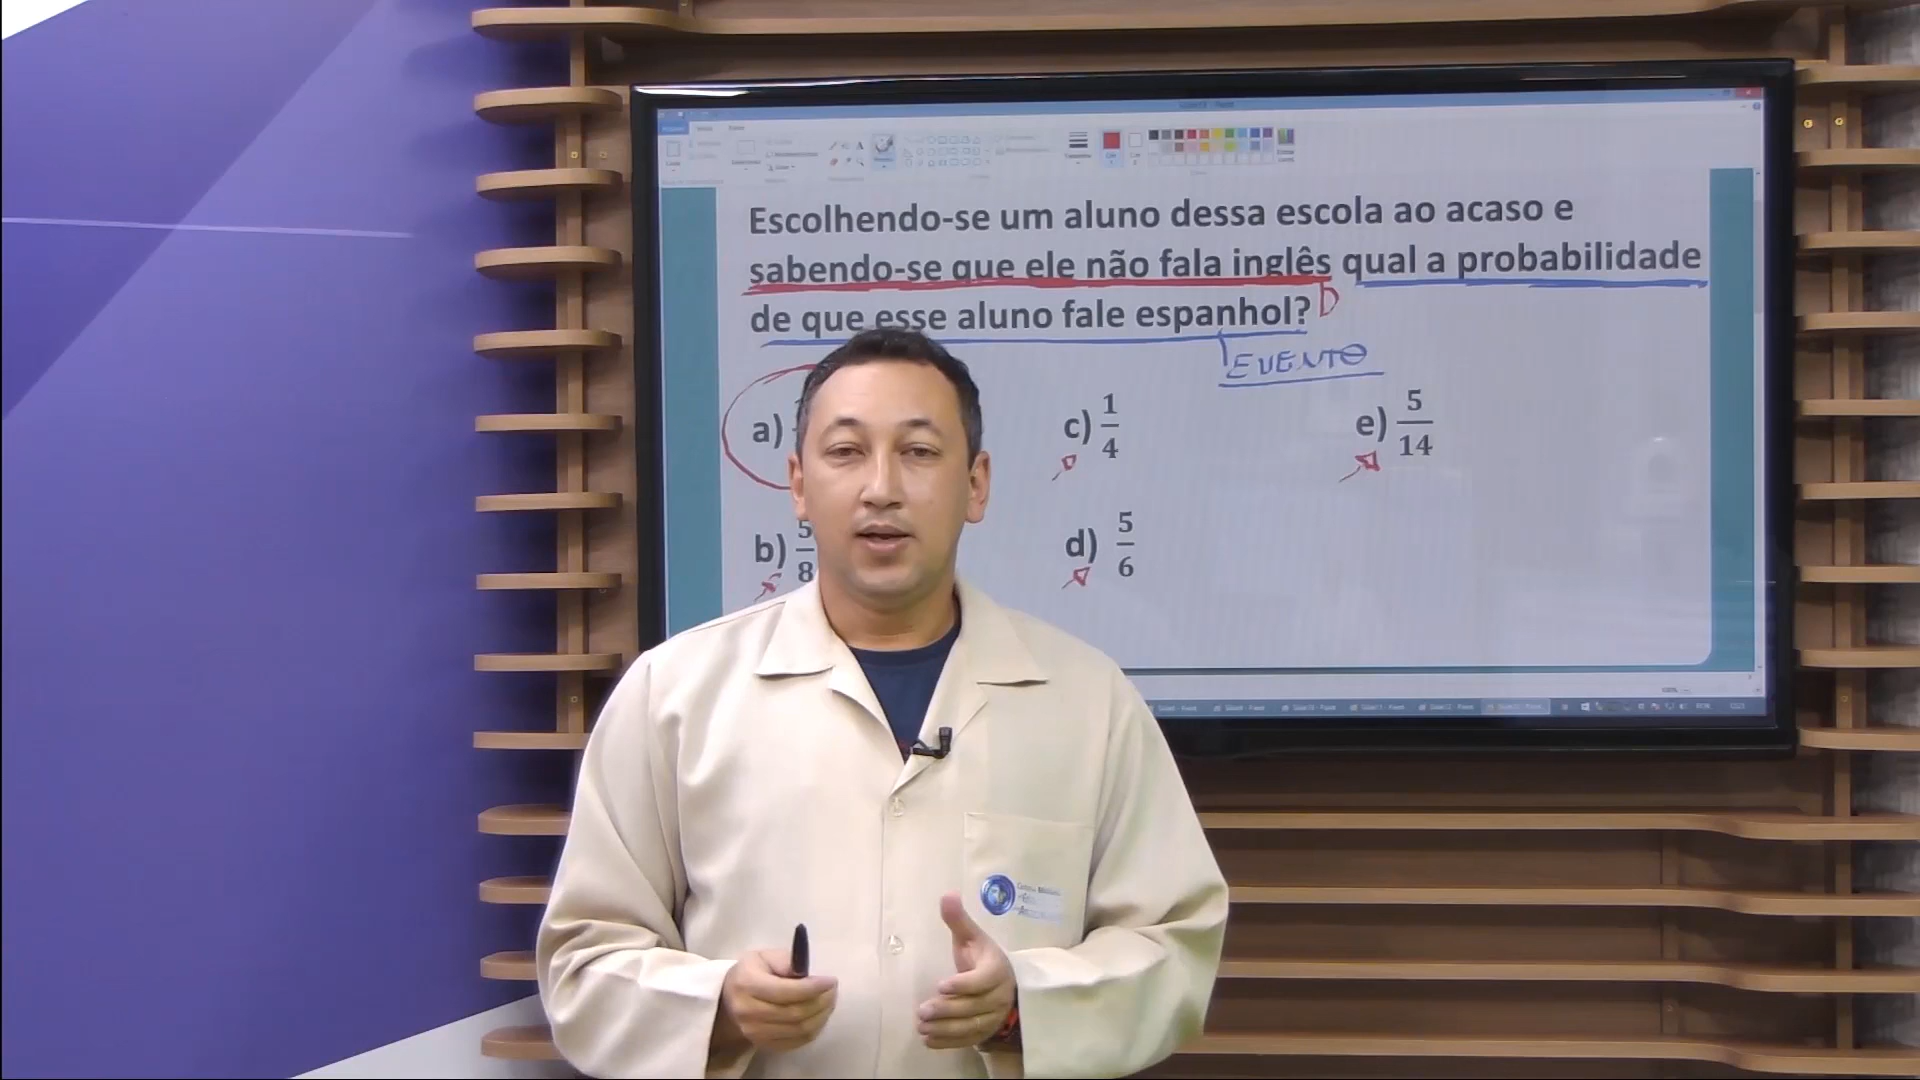 Escolhendo-se um aluno dessa escola ao acaso e
sabendo-se que ele não fala inglês qual a probabilidade
de que esse aluno fale espanhol?
EVENTO
a)
c) 1/4
e) 5/14
b) 5/8
d) 5/6